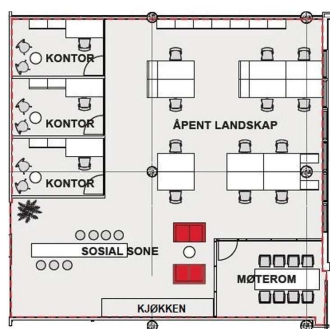 KONTOR
KONTOR
ÅPENT LANDSKAP
KONTOR
SOSIAL SONE
MØTEROM
KJØKKEN